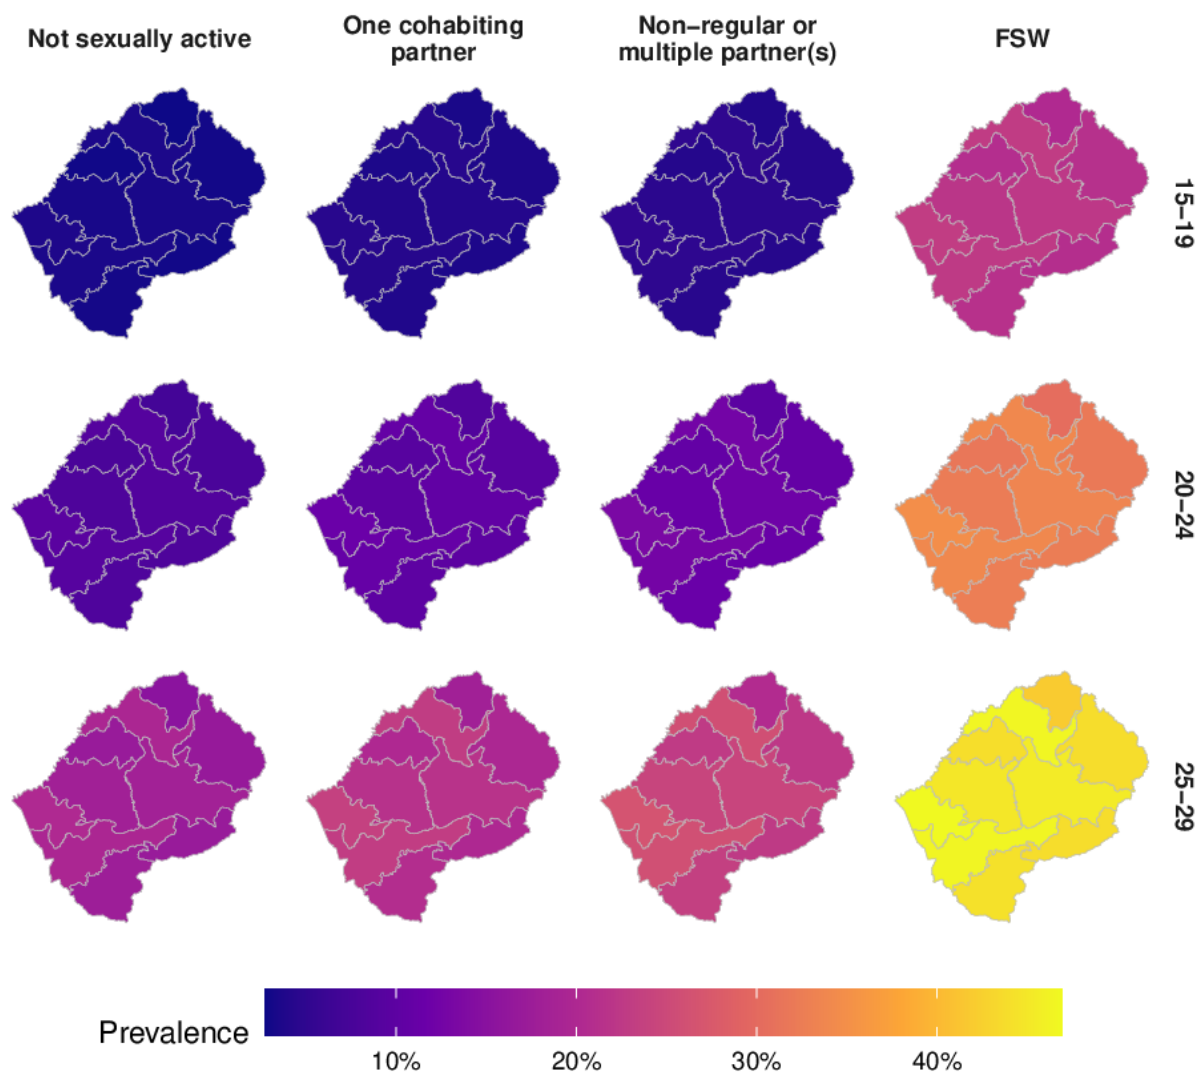 Not sexually active
One cohabiting
partner
Non−regular or
multiple partner(s)
FSW
15−19
20−24
25−29
Prevalence
10%
20%
30%
40%